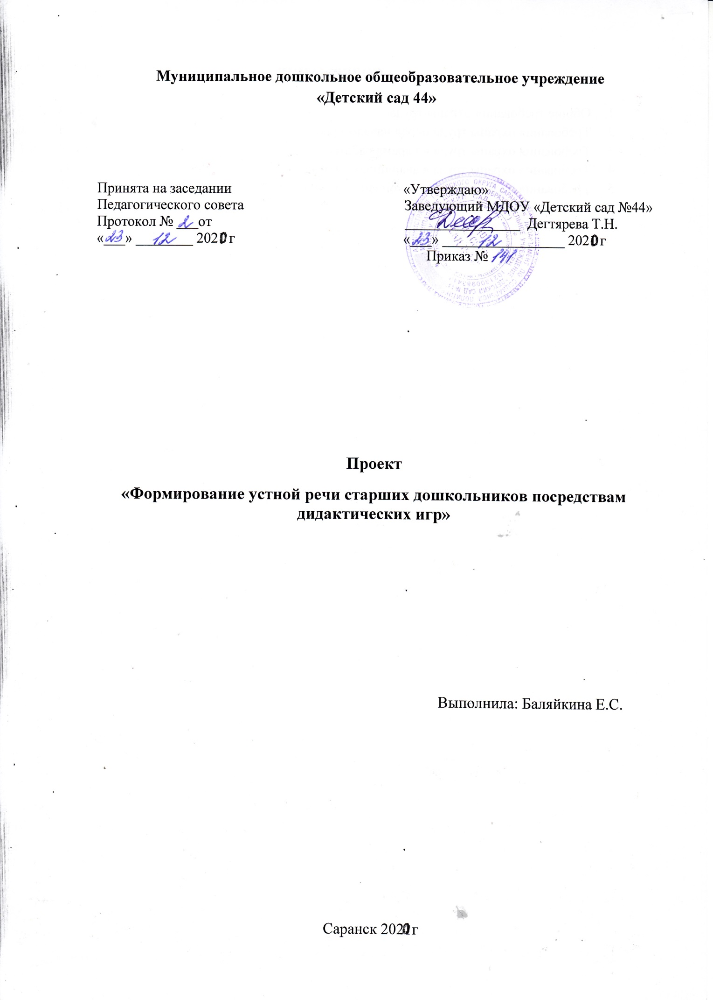 Муниципальное дошкольное общеобразовательное учреждение
«Детский сад 44»
Принята на заседании
Педагогического совета
Протокол № 2 от
«23» 12 2020 г
«Утверждаю»
Заведующий МДОУ «Детский сад №44»
Дегтярева Т.Н.
«23» 12 2020 г
Приказ № 141
Проект
«Формирование устной речи старших дошкольников посредствам
дидактических игр»
Выполнила: Баляйкина Е.С.
Саранск 2020 г